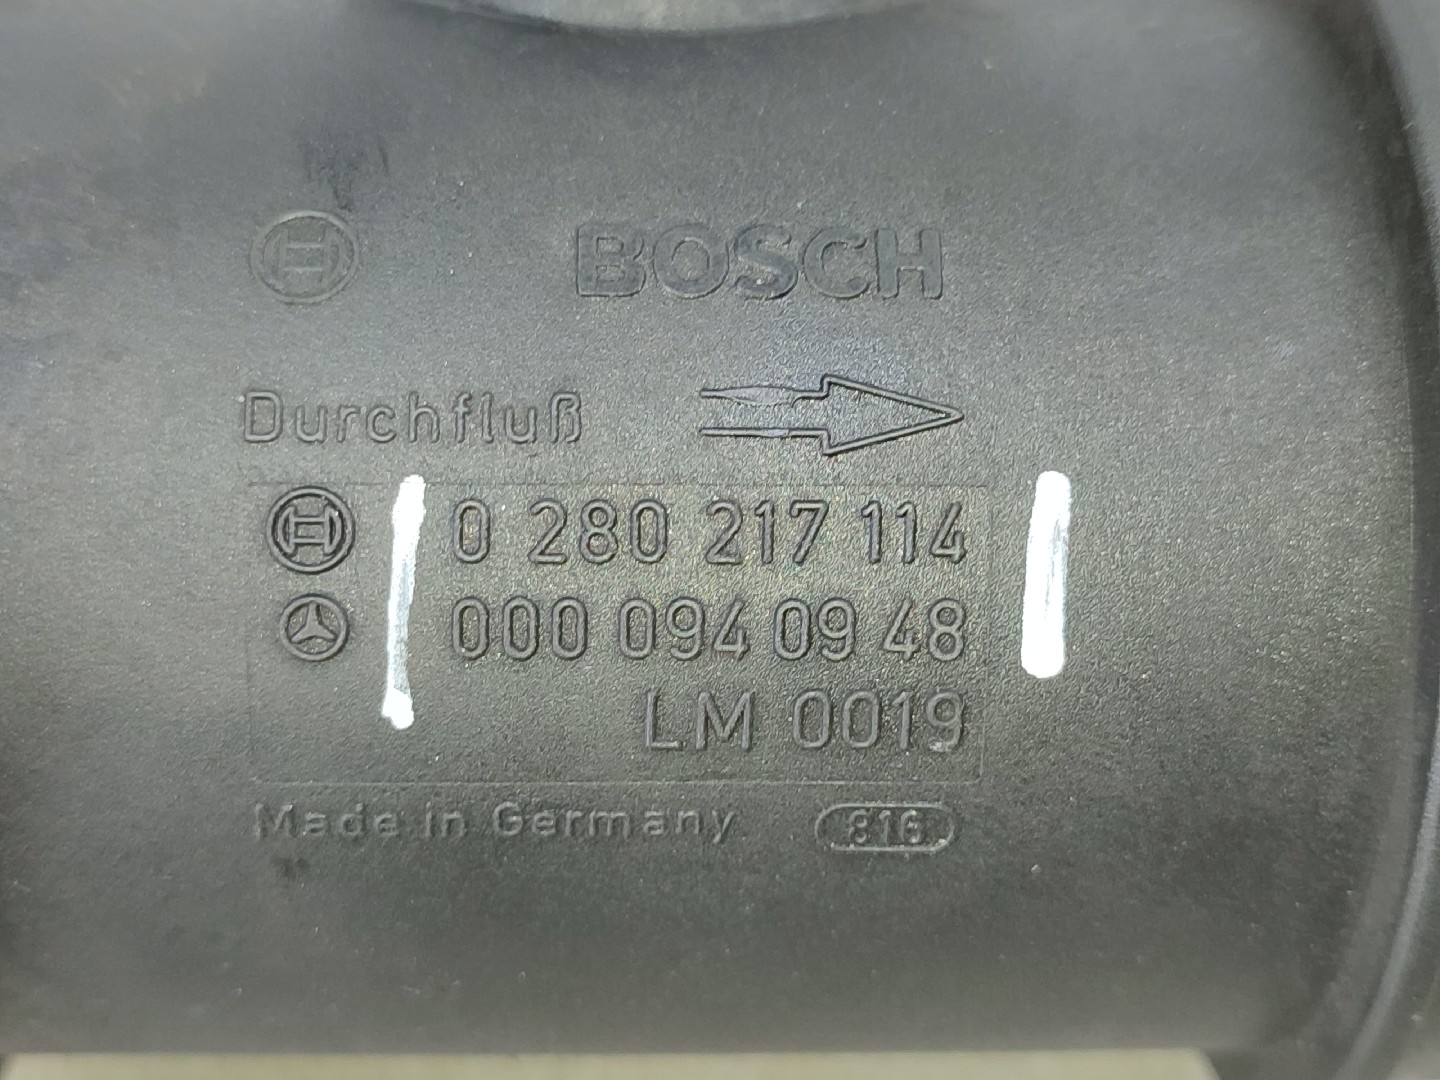 BOSCH
Durchfluß
0 280 217 114
000 094 09 48
LM 0019
Made in Germany 816